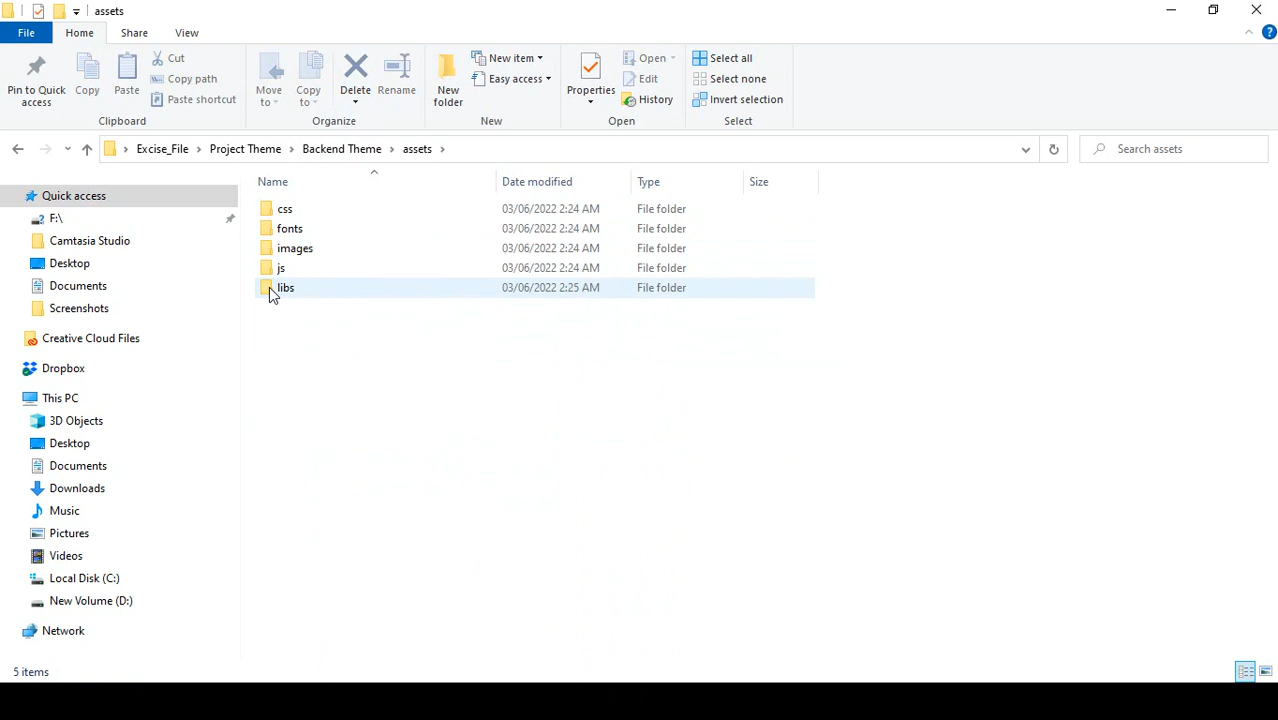 assets
File Home Share View
Pin to Quick access
Copy
Paste
Cut
Copy path
Paste shortcut
Clipboard
Move to
Copy to
Delete
Rename
Organize
New folder
New item
Easy access
New
Properties
Open
Edit
History
Open
Select all
Select none
Invert selection
Select
Excise_File > Project Theme > Backend Theme > assets >
Search assets
Name Date modified Type Size
css 03/06/2022 2:24 AM File folder
fonts 03/06/2022 2:24 AM File folder
images 03/06/2022 2:24 AM File folder
js 03/06/2022 2:24 AM File folder
libs 03/06/2022 2:25 AM File folder
Quick access
F:\
Camtasia Studio
Desktop
Documents
Screenshots
Creative Cloud Files
Dropbox
This PC
3D Objects
Desktop
Documents
Downloads
Music
Pictures
Videos
Local Disk (C:)
New Volume (D:)
Network
5 items